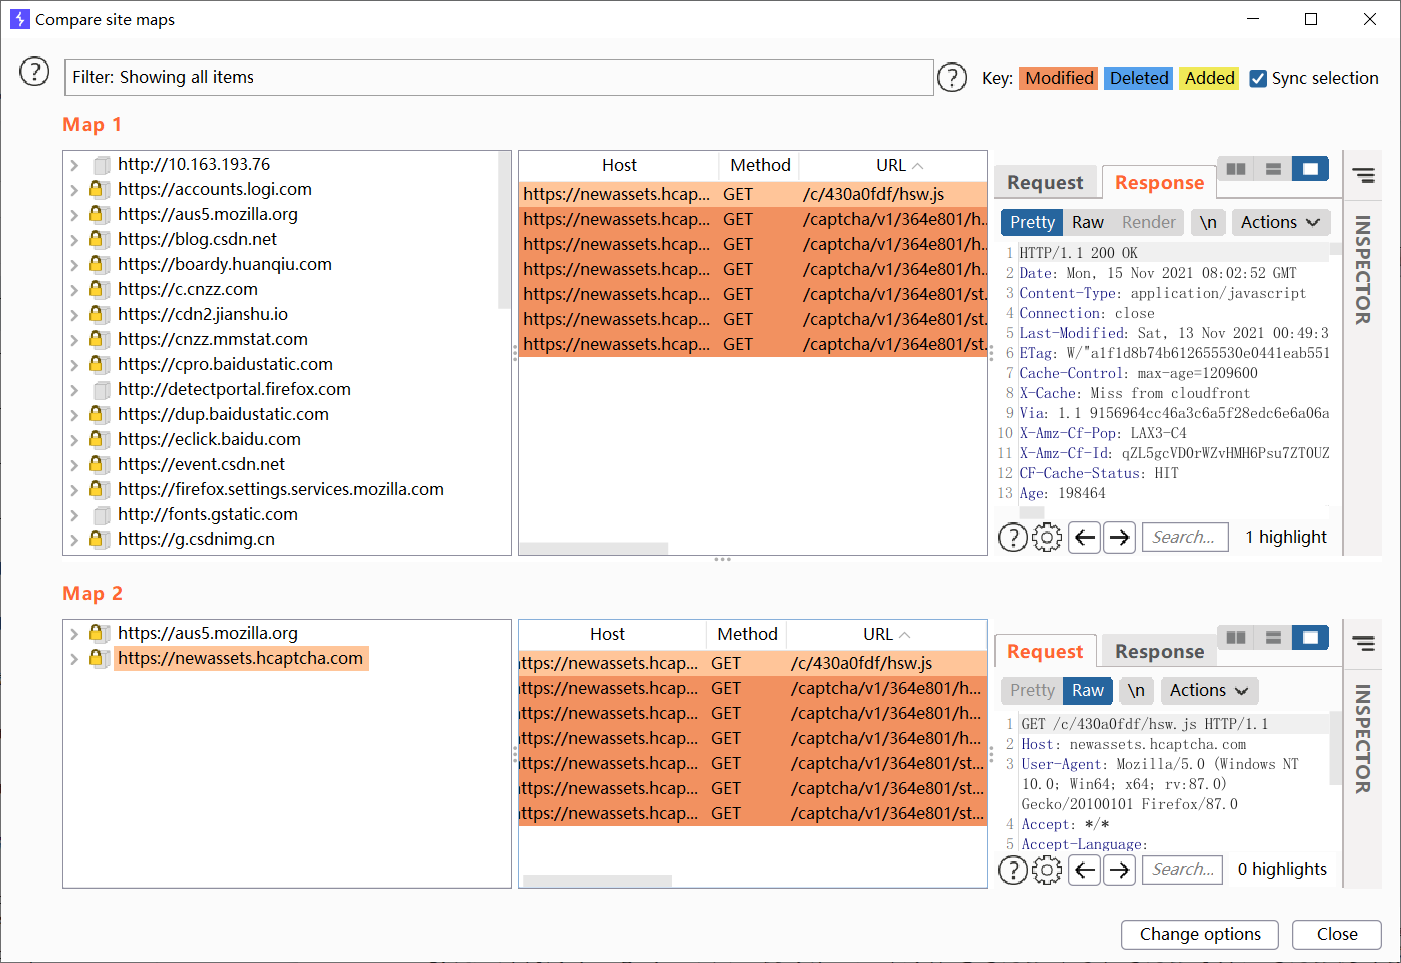 Compare site maps
Filter: Showing all items
Key: Modified Deleted Added Sync selection
Map 1
http://10.163.193.76
https://accounts.logi.com
https://aus5.mozilla.org
https://blog.csdn.net
https://boardy.huanqiu.com
https://c.cnzz.com
https://cdn2.jianshu.io
https://cnzz.mmstat.com
https://cpro.baidustatic.com
http://detectportal.firefox.com
https://dup.baidustatic.com
https://eclick.baidu.com
https://event.csdn.net
https://firefox.settings.services.mozilla.com
http://fonts.gstatic.com
https://g.csdnimg.cn
Host Method URL
https://newassets.hcap... GET /c/430a0fdf/hsw.js
https://newassets.hcap... GET /captcha/v1/364e801/h..
https://newassets.hcap... GET /captcha/v1/364e801/h..
https://newassets.hcap... GET /captcha/v1/364e801/h..
https://newassets.hcap... GET /captcha/v1/364e801/st.
https://newassets.hcap... GET /captcha/v1/364e801/st.
https://newassets.hcap... GET /captcha/v1/364e801/st.
Request Response
Pretty Raw Render \n Actions
1 HTTP/1.1 200 OK
2 Date: Mon, 15 Nov 2021 08:02:52 GMT
3 Content-Type: application/javascript
4 Connection: close
5 Last-Modified: Sat, 13 Nov 2021 00:49:3
6 ETag: W/"a1f1d8b74b612655530e0441eab551
7 Cache-Control: max-age=1209600
8 X-Cache: Miss from cloudfront
9 Via: 1.1 9156964cc46a3c6a5f28edc6e6a06a
10 X-Amz-Cf-Pop: LAX3-C4
11 X-Amz-Cf-Id: qZL5gcVD0rWZvHMH6Psu7ZT0UZ
12 CF-Cache-Status: HIT
13 Age: 198464
Search... 1 highlight
INSPECTOR
Map 2
https://aus5.mozilla.org
https://newassets.hcaptcha.com
Host Method URL
ttps://newassets.hcap... GET /c/430a0fdf/hsw.js
ttps://newassets.hcap... GET /captcha/v1/364e801/h...
ttps://newassets.hcap... GET /captcha/v1/364e801/h...
ttps://newassets.hcap... GET /captcha/v1/364e801/h...
ttps://newassets.hcap... GET /captcha/v1/364e801/st...
ttps://newassets.hcap... GET /captcha/v1/364e801/st...
ttps://newassets.hcap... GET /captcha/v1/364e801/st...
Request Response
Pretty Raw \n Actions
1 GET /c/430a0fdf/hsw.js HTTP/1.1
2 Host: newassets.hcaptcha.com
3 User-Agent: Mozilla/5.0 (Windows NT
10.0; Win64; x64; rv:87.0)
Gecko/20100101 Firefox/87.0
4 Accept: */*
5 Accept-Language:
Search... 0 highlights
INSPECTOR
Change options Close